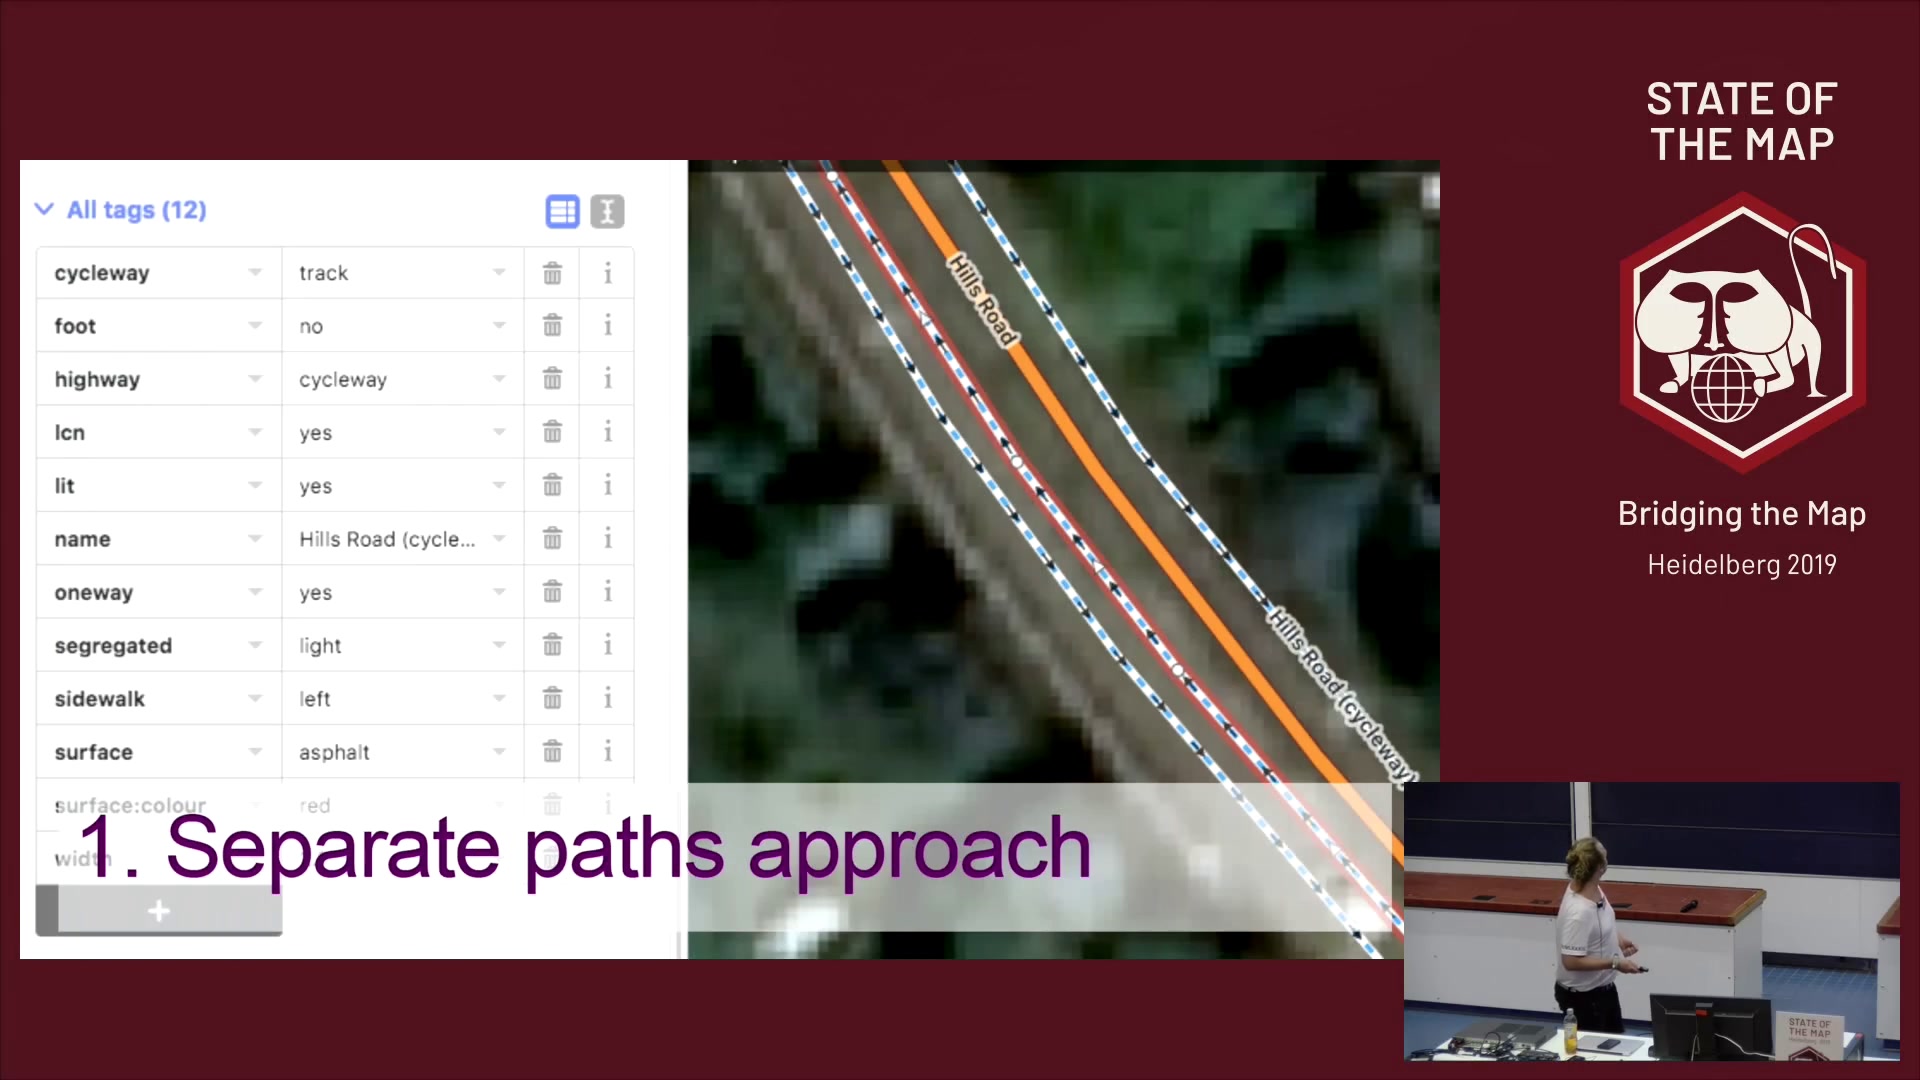 STATE OF
THE MAP
Bridging the Map
Heidelberg 2019
All tags (12)
cycleway track
foot no
highway cycleway
lcn yes
lit yes
name Hills Road (cycle...
oneway yes
segregated light
sidewalk left
surface asphalt
surface:colour red
width
+
1. Separate paths approach
Hills Road
Hills Road (cycleway)
STATE OF
THE MAP